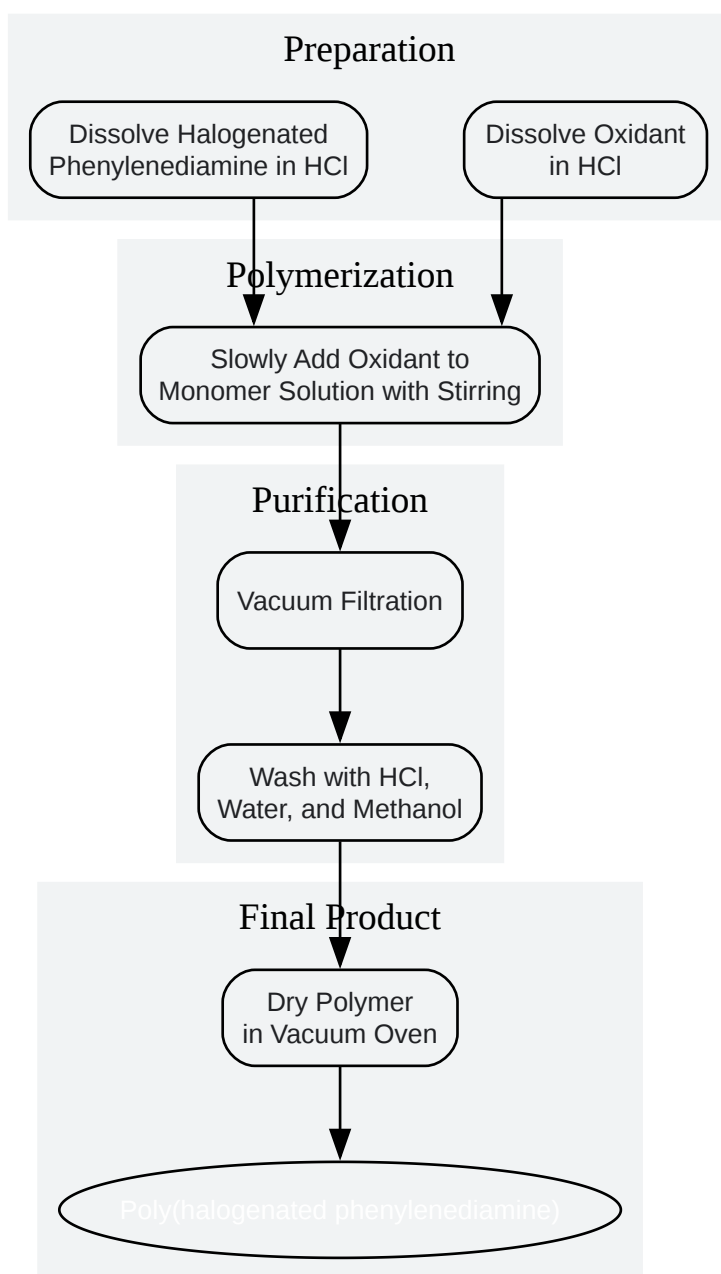 Preparation
Dissolve Halogenated
Phenylenediamine in HCl
Dissolve Oxidant
in HCl
Polymerization
Slowly Add Oxidant to
Monomer Solution with Stirring
Purification
Vacuum Filtration
Wash with HCl,
Water, and Methanol
Final Product
Dry Polymer
in Vacuum Oven
Poly(halogenated phenylenediamine)